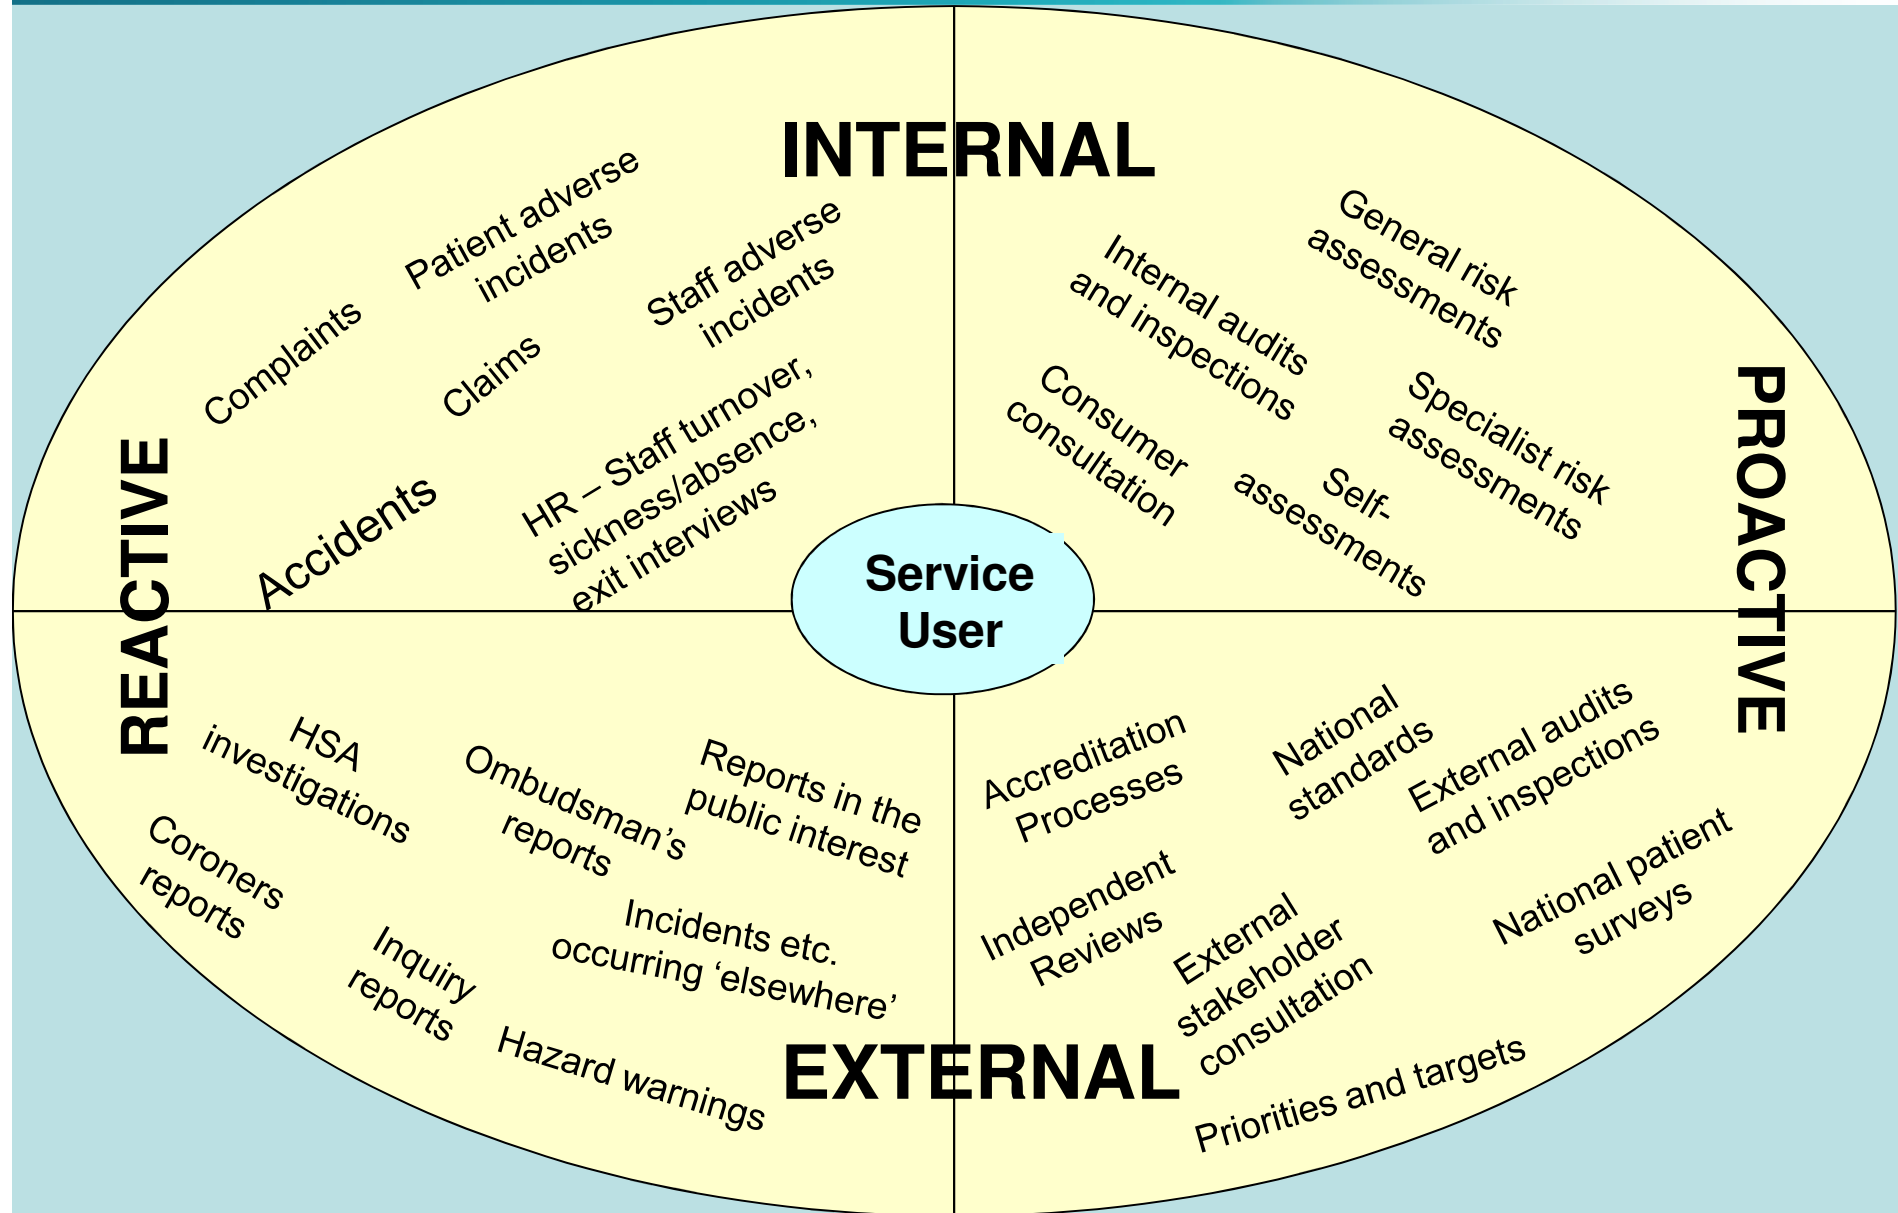 INTERNAL
Patient adverse
incidents
Staff adverse
incidents
Complaints
Claims
HR – Staff turnover,
sickness/absence,
exit interviews
Accidents
REACTIVE
General risk
assessments
Internal audits
and inspections
Consumer
consultation
Specialist risk
assessments
Self-
assessments
PROACTIVE
Service
User
HSA
investigations
Ombudsman’s
reports
Reports in the
public interest
Coroners
reports
Incidents etc.
occurring ‘elsewhere’
Inquiry
reports
Hazard warnings
Accreditation
Processes
National
standards
External audits
and inspections
Independent
Reviews
External
stakeholder
consultation
National patient
surveys
Priorities and targets
EXTERNAL